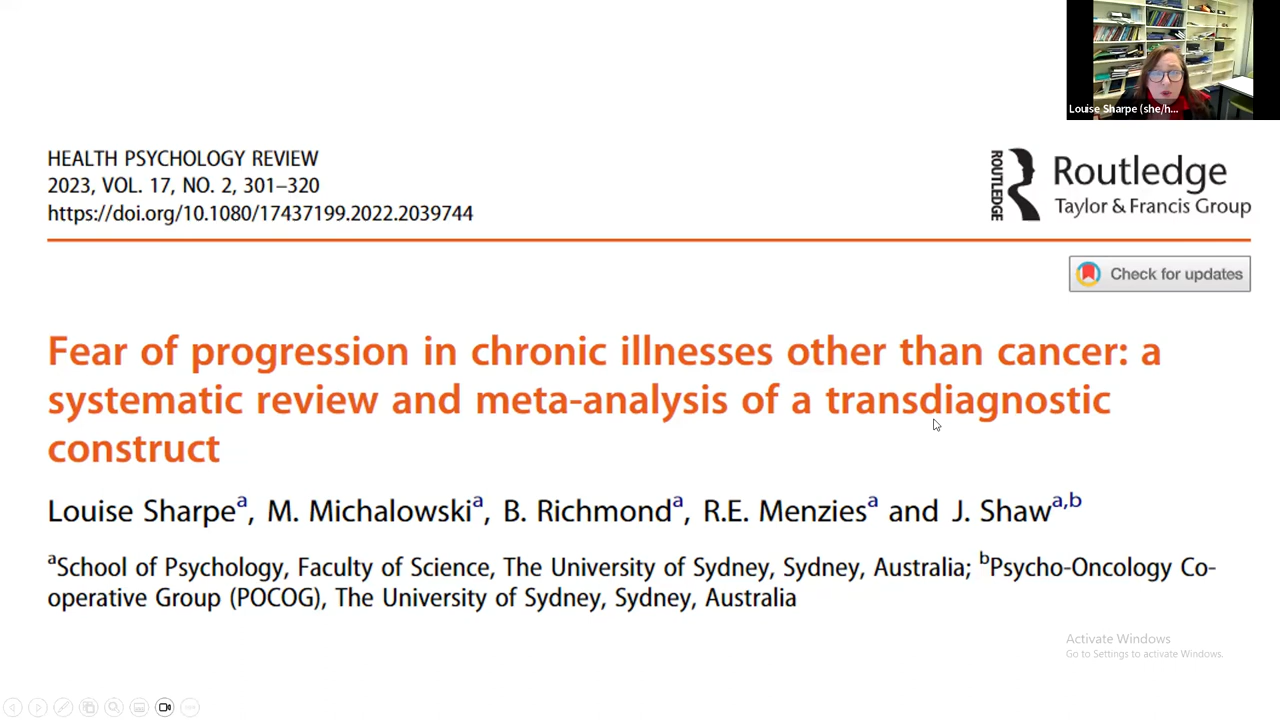 Louise Sharpe (she/h...
HEALTH PSYCHOLOGY REVIEW
2023, VOL. 17, NO. 2, 301–320
https://doi.org/10.1080/17437199.2022.2039744
ROUTLEDGE
Routledge
Taylor & Francis Group
Check for updates
Fear of progression in chronic illnesses other than cancer: a
systematic review and meta-analysis of a transdiagnostic
construct
Louise Sharpeᵃ, M. Michalowskiᵃ, B. Richmondᵃ, R.E. Menziesᵃ and J. Shawᵃ,ᵇ
ᵃSchool of Psychology, Faculty of Science, The University of Sydney, Sydney, Australia; ᵇPsycho-Oncology Co-
operative Group (POCOG), The University of Sydney, Sydney, Australia
Activate Windows
Go to Settings to activate Windows.